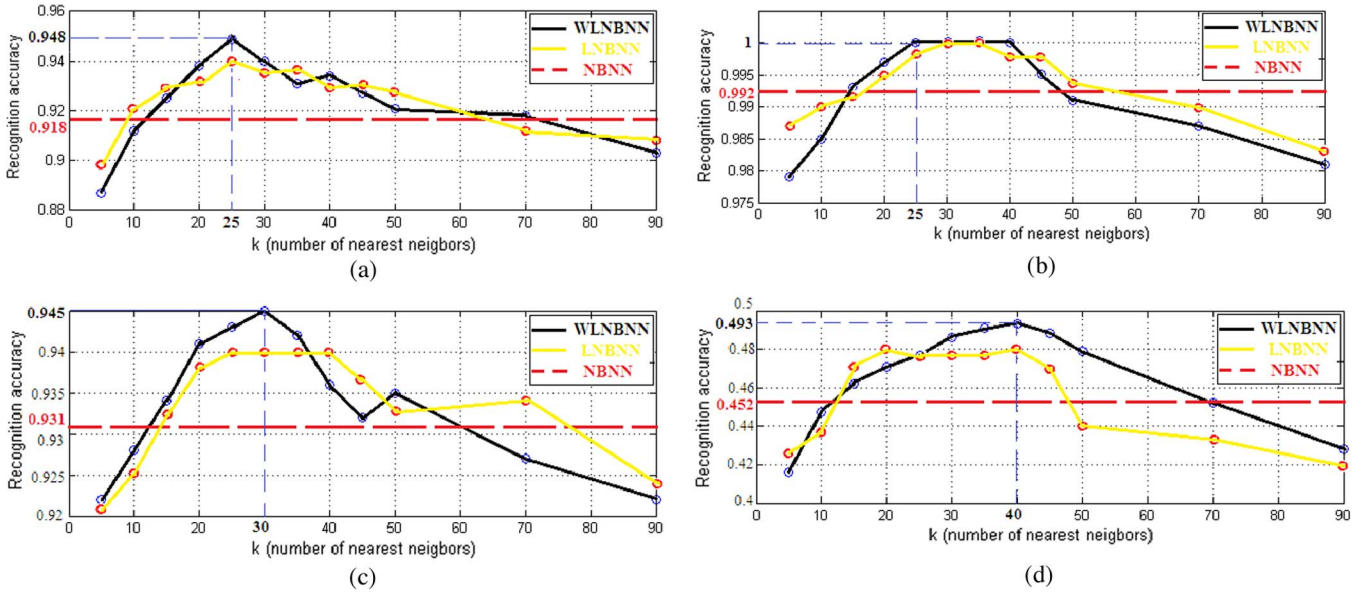 0.96
0.948
0.94
0.92
0.918
0.9
0.88
Recognition accuracy
WLNBNN
LNBNN
NBNN
0 10 20 25 30 40 50 60 70 80 90
k (number of nearest neigbors)
(a)
1
0.995
0.992
0.99
0.985
0.98
0.975
Recognition accuracy
WLNBNN
LNBNN
NBNN
0 10 20 25 30 40 50 60 70 80 90
k (number of nearest neigbors)
(b)
0.945
0.94
0.935
0.931
0.93
0.925
0.92
Recognition accuracy
WLNBNN
LNBNN
NBNN
0 10 20 30 40 50 60 70 80 90
k (number of nearest neigbors)
(c)
0.5
0.493
0.48
0.46
0.452
0.44
0.42
0.4
Recognition accuracy
WLNBNN
LNBNN
NBNN
0 10 20 30 40 50 60 70 80 90
k (number of nearest neigbors)
(d)